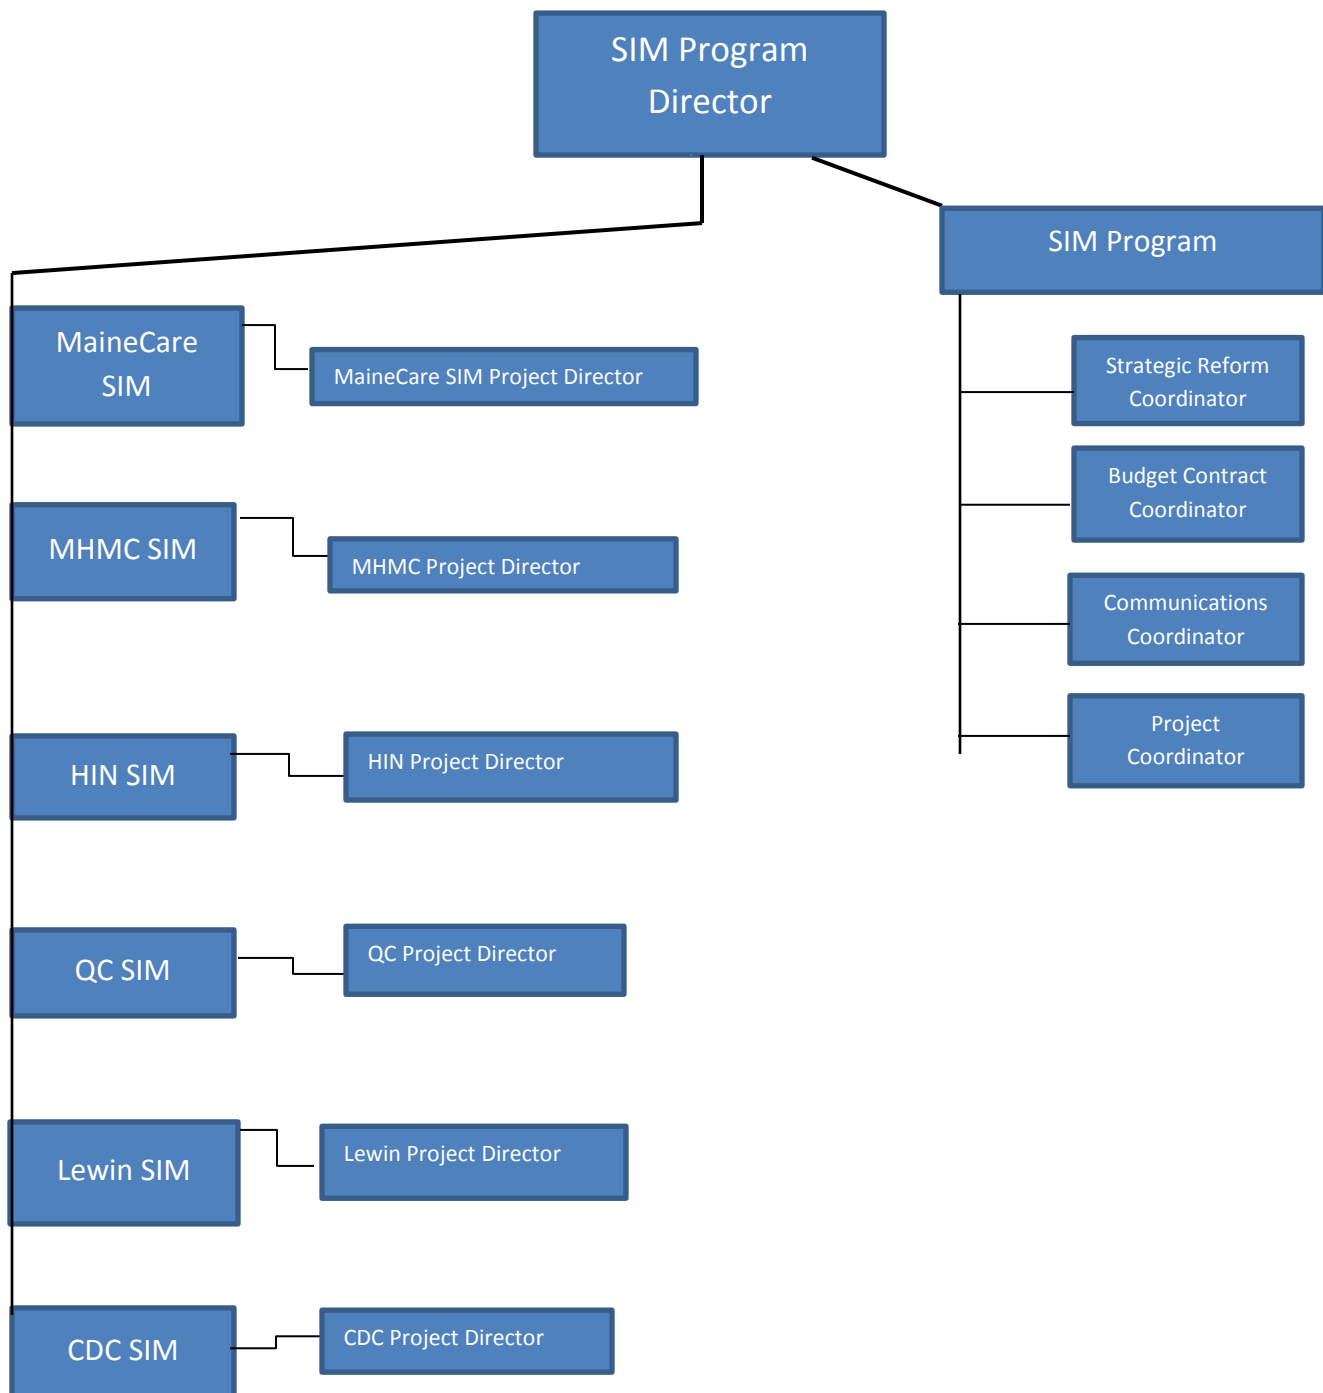 SIM Program
Director
SIM Program
MaineCare
SIM
MaineCare SIM Project Director
MHMC SIM
MHMC Project Director
HIN SIM
HIN Project Director
QC SIM
QC Project Director
Lewin SIM
Lewin Project Director
CDC SIM
CDC Project Director
Strategic Reform
Coordinator
Budget Contract
Coordinator
Communications
Coordinator
Project
Coordinator